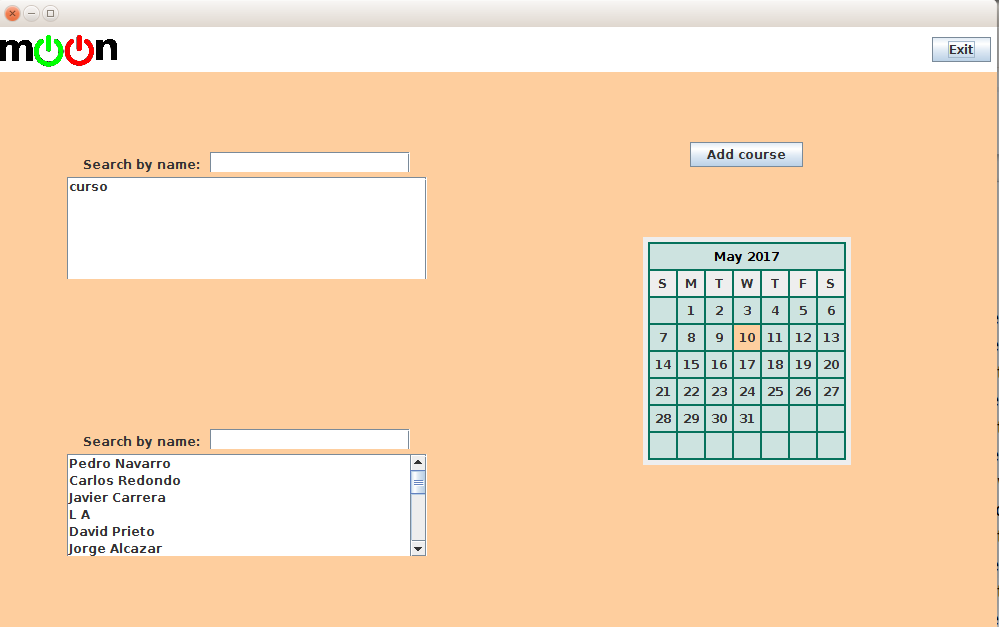 moon
Exit
Search by name:
curso
Add course
May 2017
S M T W T F S
1 2 3 4 5 6
7 8 9 10 11 12 13
14 15 16 17 18 19 20
21 22 23 24 25 26 27
28 29 30 31
Search by name:
Pedro Navarro
Carlos Redondo
Javier Carrera
L A
David Prieto
Jorge Alcazar